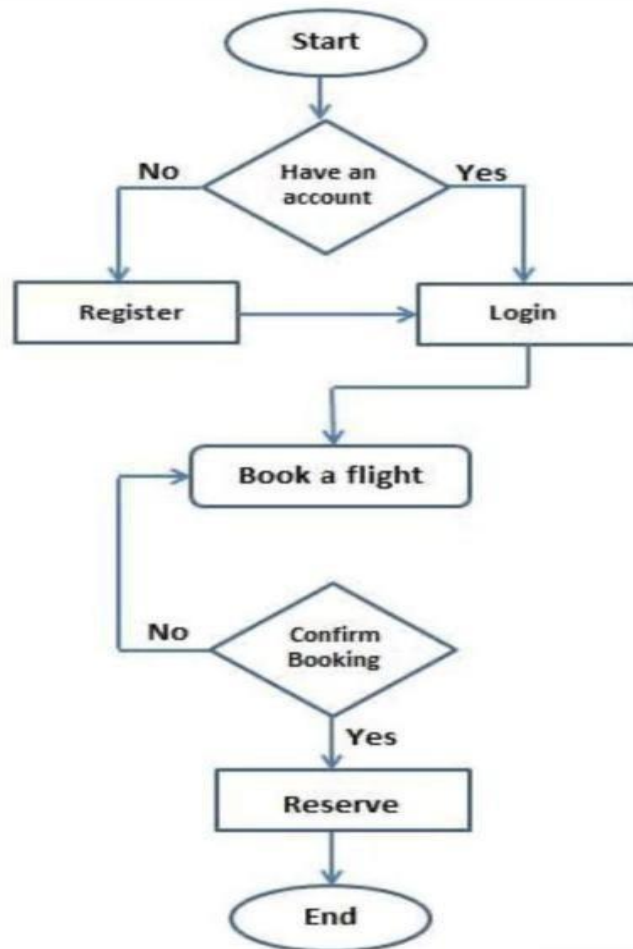 Start
Have an
account
No
Yes
Register
Login
Book a flight
Confirm
Booking
No
Yes
Reserve
End